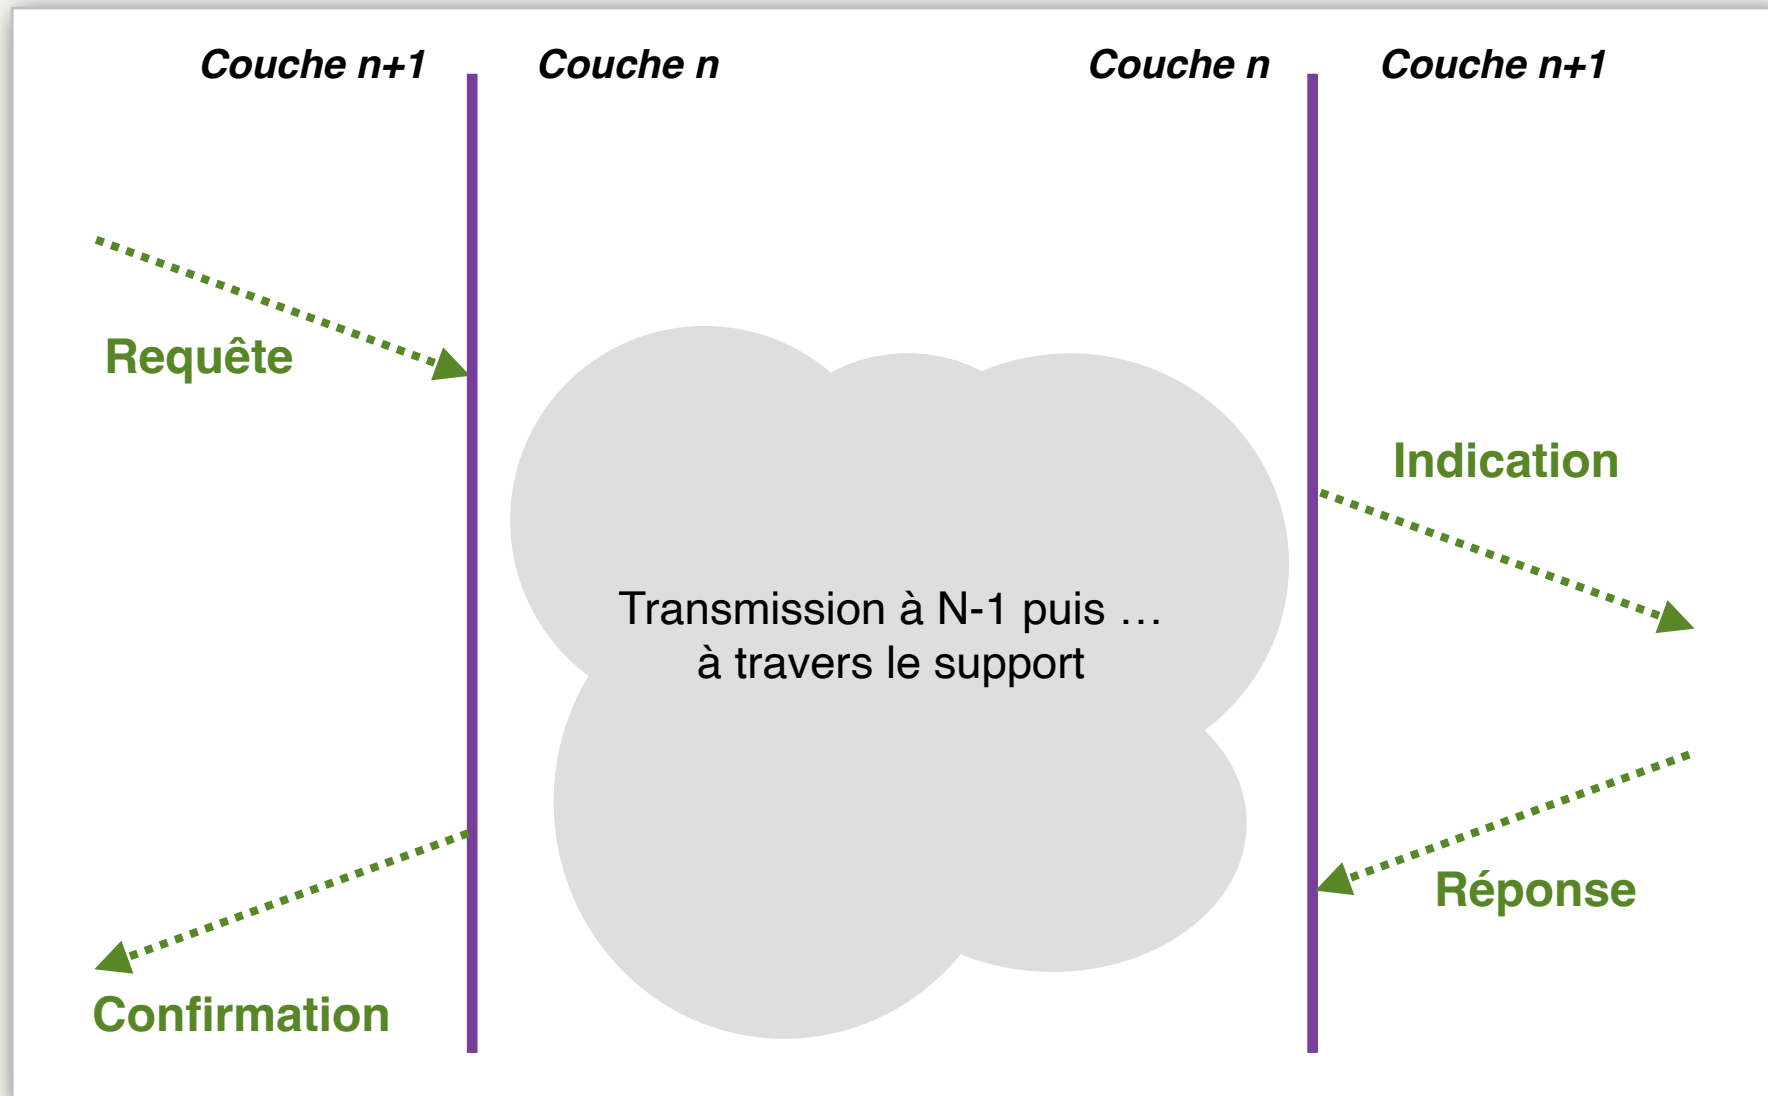 Couche n+1
Couche n
Couche n
Couche n+1
Requête
Indication
Transmission à N-1 puis …
à travers le support
Réponse
Confirmation